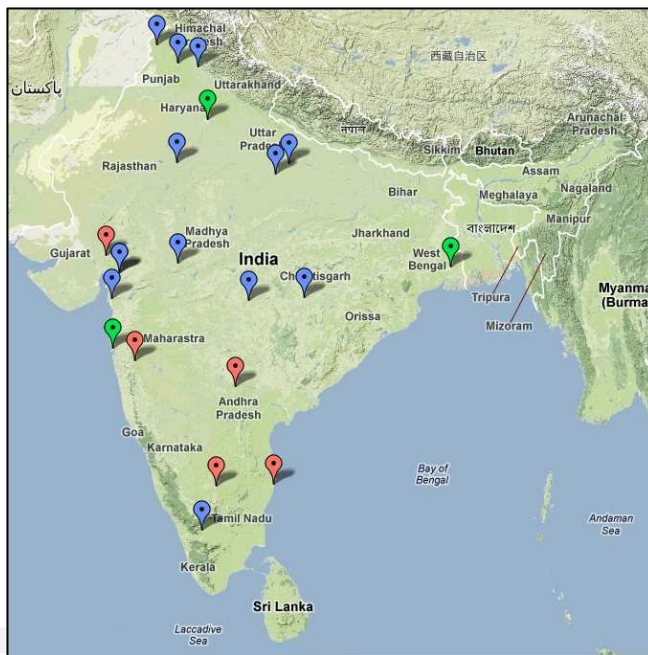 Himachal
Pradesh
西藏自治区
Punjab
پاکستان
Uttarakhand
Haryana
Arunachal
Pradesh
नेपाल
Uttar
Pradesh
Sikkim
Bhutan
Rajasthan
Assam
Bihar
Meghalaya
Nagaland
Manipur
বাংলাদেশ
Madhya
Pradesh
Jharkhand
Gujarat
India
West
Bengal
Chhattisgarh
Tripura
Myanma
(Burma
Orissa
Mizoram
Maharastra
Andhra
Pradesh
Goa
Karnataka
Bay of
Bengal
Tamil Nadu
Andaman
Sea
Kerala
Sri Lanka
Laccadive
Sea